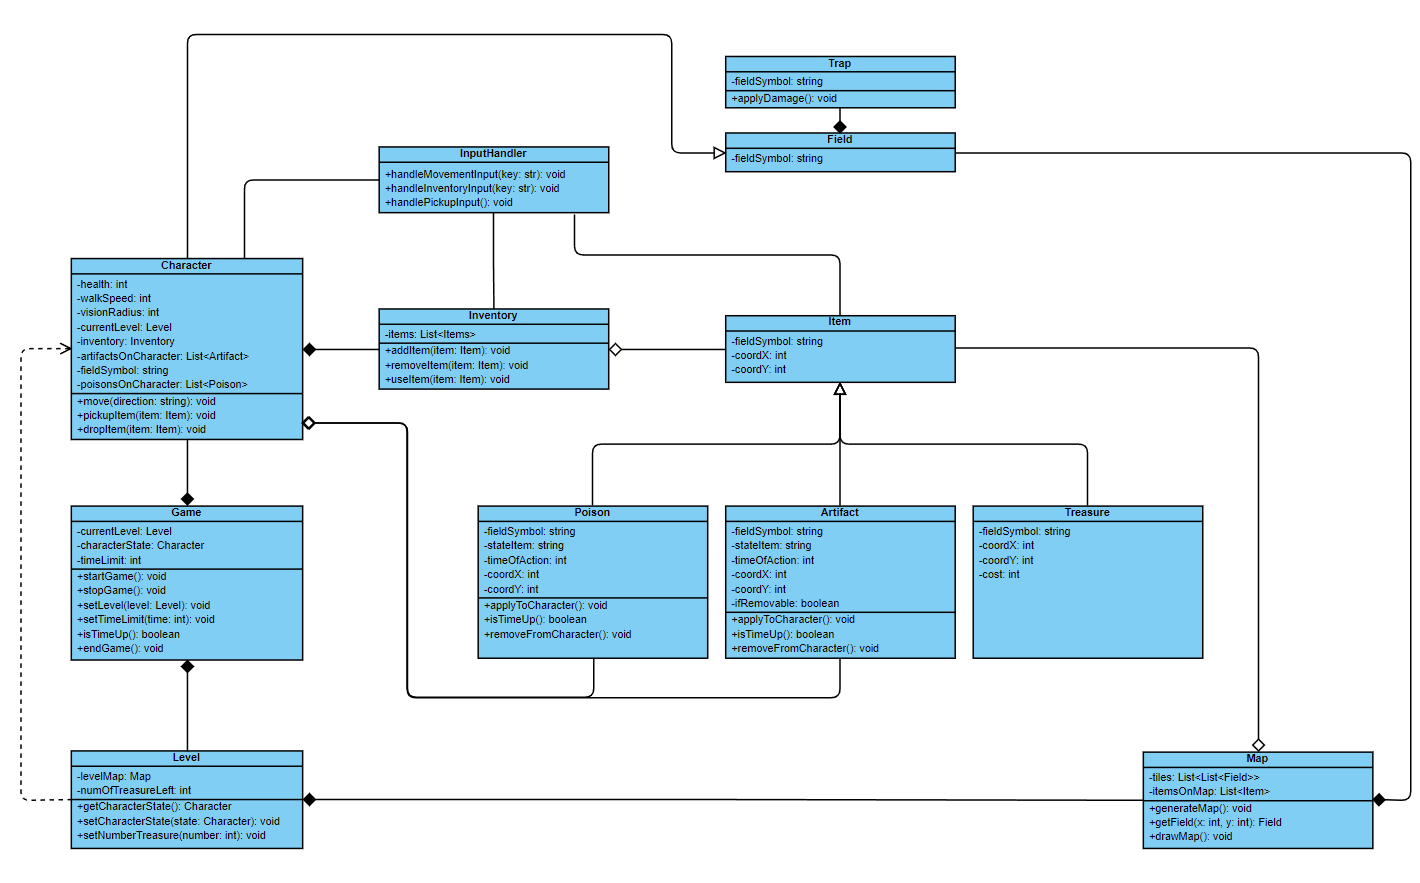 Trap
-fieldSymbol: string
+applyDamage(): void
Field
-fieldSymbol: string
InputHandler
+handleMovementInput(key: str): void
+handleInventoryInput(key: str): void
+handlePickupInput(): void
Character
-health: int
-walkSpeed: int
-visionRadius: int
-currentLevel: Level
-inventory: Inventory
-artifactsOnCharacter: List<Artifact>
-fieldSymbol: string
-poisonsOnCharacter: List<Poison>
+move(direction: string): void
+pickupItem(item: Item): void
+dropItem(item: Item): void
Inventory
-items: List<Items>
+addItem(item: Item): void
+removeItem(item: Item): void
+useItem(item: Item): void
Item
-fieldSymbol: string
-coordX: int
-coordY: int
Game
-currentLevel: Level
-characterState: Character
-timeLimit: int
+startGame(): void
+stopGame(): void
+setLevel(level: Level): void
+setTimeLimit(time: int): void
+isTimeUp(): boolean
+endGame(): void
Poison
-fieldSymbol: string
-stateItem: string
-timeOfAction: int
-coordX: int
-coordY: int
+applyToCharacter(): void
+isTimeUp(): boolean
+removeFromCharacter(): void
Artifact
-fieldSymbol: string
-stateItem: string
-timeOfAction: int
-coordX: int
-coordY: int
-ifRemovable: boolean
+applyToCharacter(): void
+isTimeUp(): boolean
+removeFromCharacter(): void
Treasure
-fieldSymbol: string
-coordX: int
-coordY: int
-cost: int
Level
-levelMap: Map
-numOfTreasureLeft: int
+getCharacterState(): Character
+setCharacterState(state: Character): void
+setNumberTreasure(number: int): void
Map
-tiles: List<List<Field>>
-itemsOnMap: List<Item>
+generateMap(): void
+getField(x: int, y: int): Field
+drawMap(): void